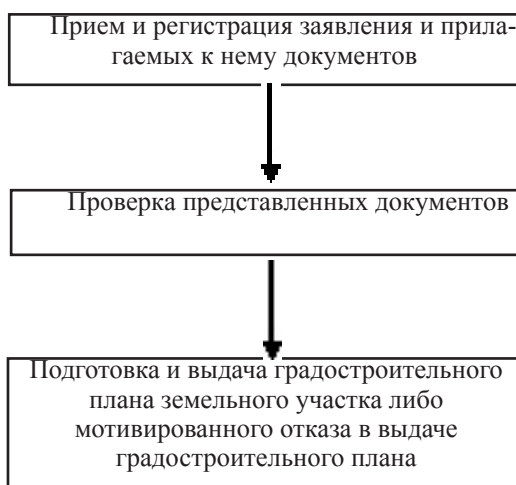 Прием и регистрация заявления и прила-
гаемых к нему документов
Проверка представленных документов
Подготовка и выдача градостроительного
плана земельного участка либо
мотивированного отказа в выдаче
градостроительного плана